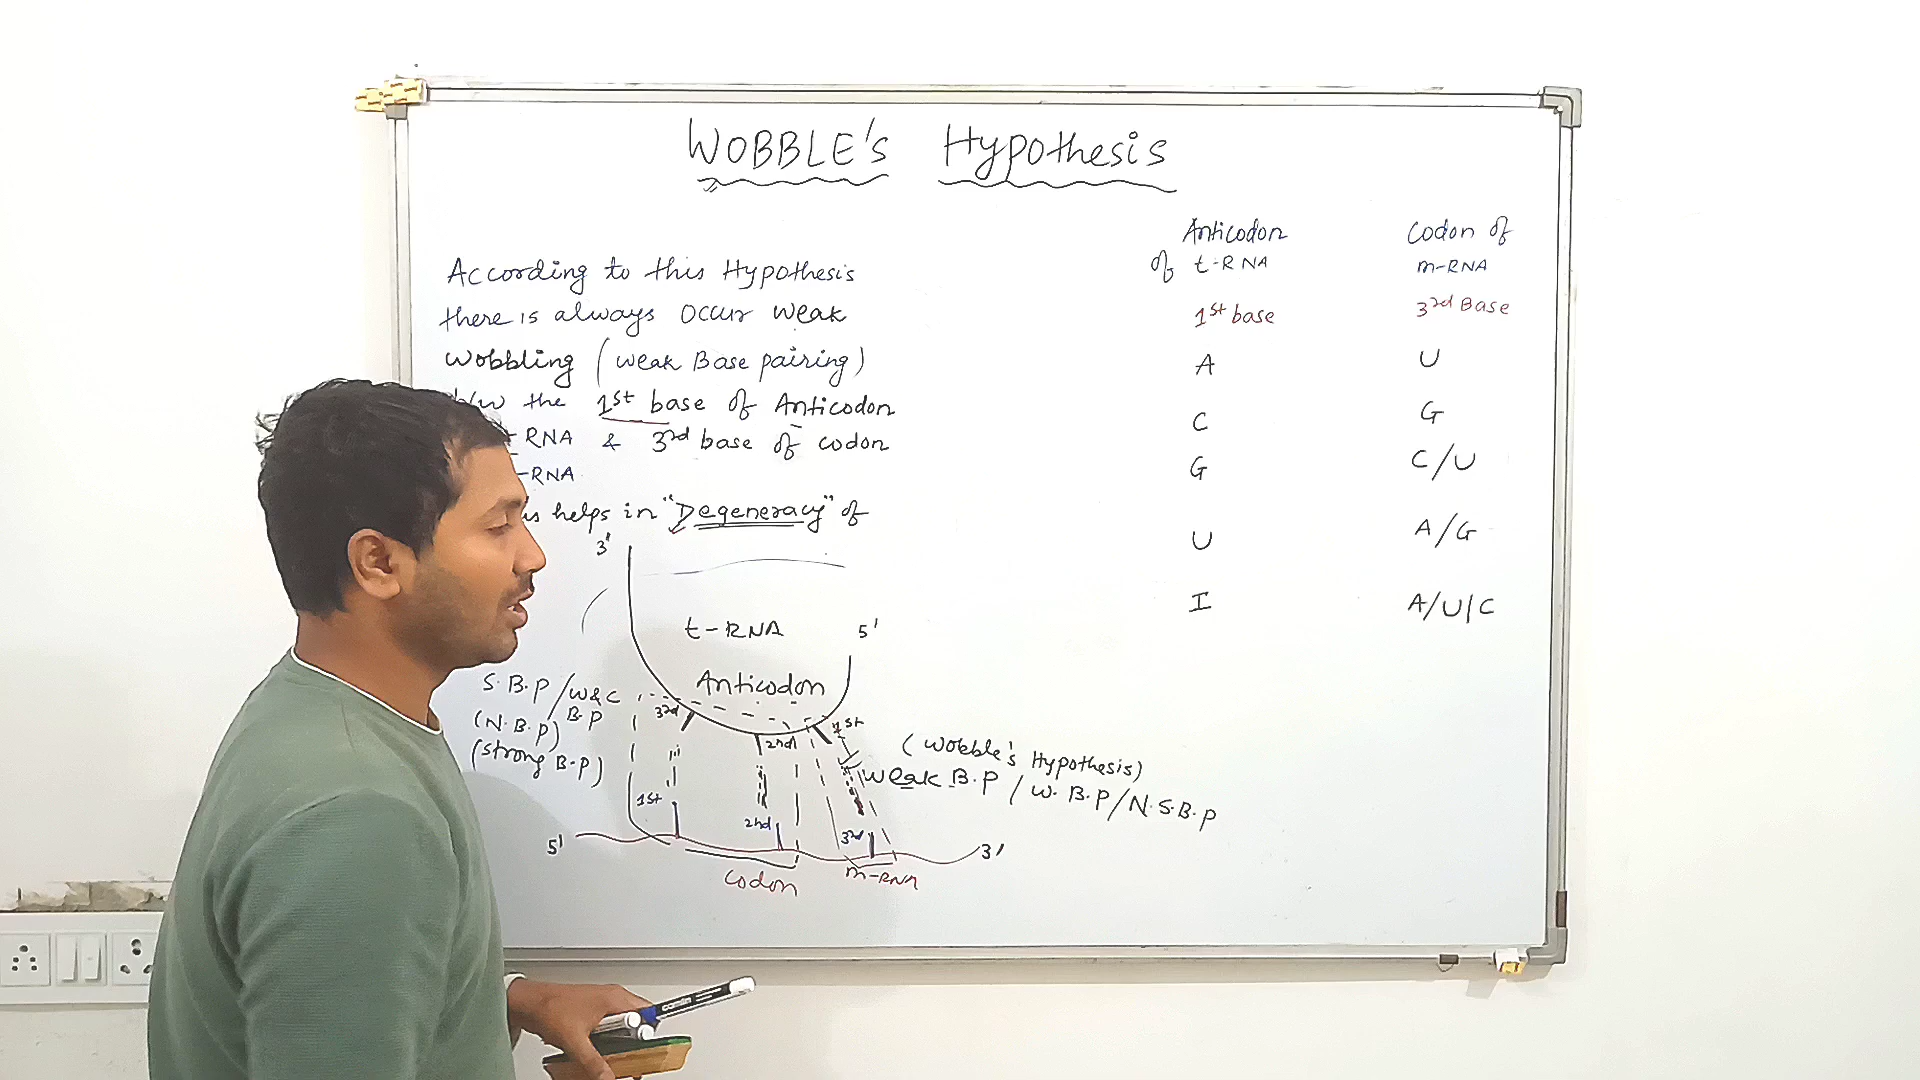 WOBBLE's Hypothesis
According to this Hypothesis
there is always occur weak
Wobbling (weak Base pairing)
b/w the 1st base of Anticodon
-RNA & 3rd base of codon
-RNA
helps in "Degeneracy" of
3'
t-RNA
5'
Anticodon
S.B.P/W&C
B.P
(N.B.P)
(strong B.P)
3rd
2nd
1st
(Wobble's Hypothesis)
weak B.P / W.B.P/N.S.B.P
1st
2nd
3rd
5'
3'
Codon
m-RNA
Anticodon
of t-RNA
Codon of
m-RNA
1st base
3rd Base
A U
C G
G C/U
U A/G
I A/U/C